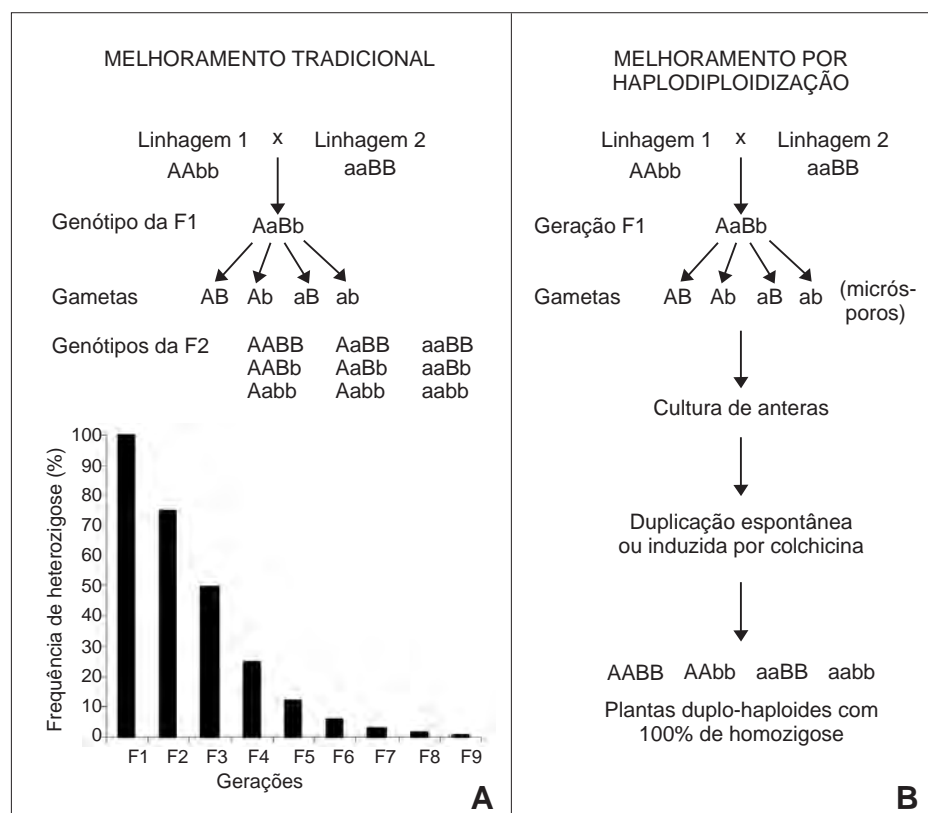 MELHORAMENTO TRADICIONAL
Linhagem 1 x Linhagem 2
AAbb aaBB
Genótipo da F1 AaBb
Gametas AB Ab aB ab
Genótipos da F2 AABB AaBB aaBB
AABb AaBb aaBb
Aabb Aabb aabb
Frequência de heterozigose (%)
100
90
80
70
60
50
40
30
20
10
0
F1 F2 F3 F4 F5 F6 F7 F8 F9
Gerações
A
MELHORAMENTO POR
HAPLODIPLOIDIZAÇÃO
Linhagem 1 x Linhagem 2
AAbb aaBB
Geração F1 AaBb
Gametas AB Ab aB ab (micrós-
poros)
Cultura de anteras
Duplicação espontânea
ou induzida por colchicina
AABB AAbb aaBB aabb
Plantas duplo-haploides com
100% de homozigose
B